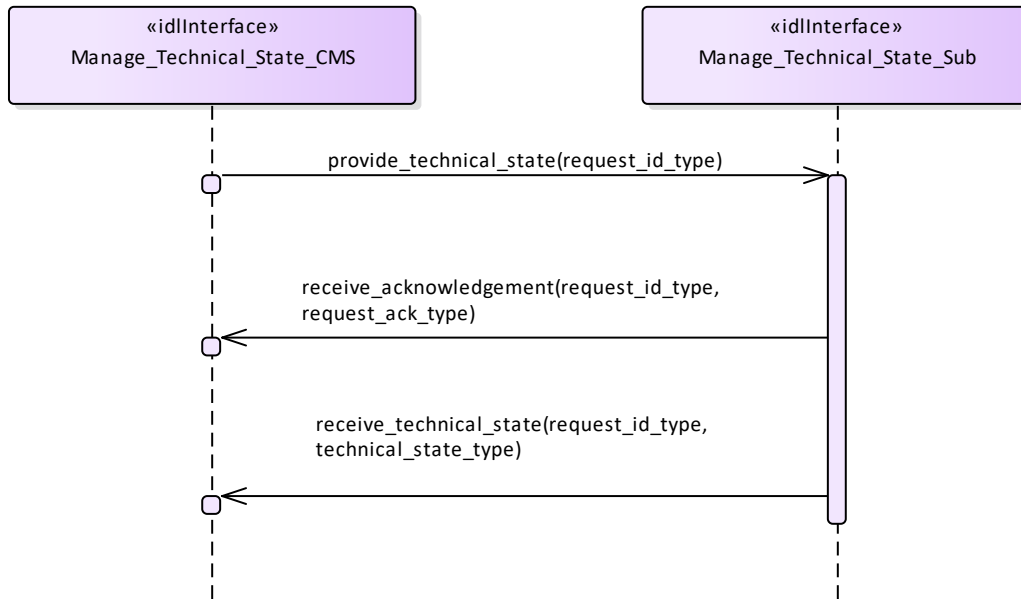 «idlInterface»
Manage_Technical_State_CMS
«idlInterface»
Manage_Technical_State_Sub
provide_technical_state(request_id_type)
receive_acknowledgement(request_id_type,
request_ack_type)
receive_technical_state(request_id_type,
technical_state_type)